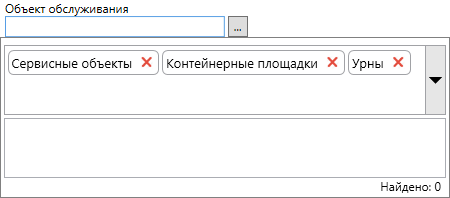 Объект обслуживания
...
Сервисные объекты Контейнерные площадки Урны
Найдено: 0